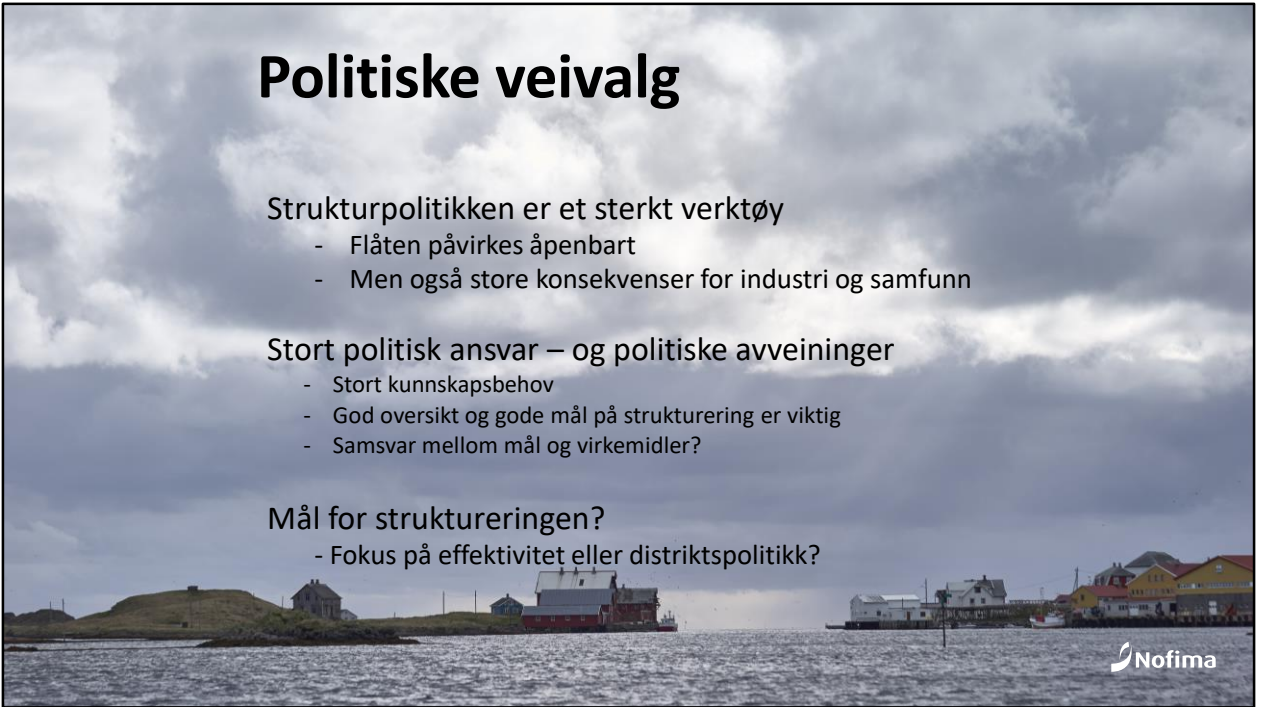 Politiske veivalg
Strukturpolitikken er et sterkt verktøy
- Flåten påvirkes åpenbart
- Men også store konsekvenser for industri og samfunn
Stort politisk ansvar – og politiske avveininger
- Stort kunnskapsbehov
- God oversikt og gode mål på strukturering er viktig
- Samsvar mellom mål og virkemidler?
Mål for struktureringen?
- Fokus på effektivitet eller distriktspolitikk?
Nofima